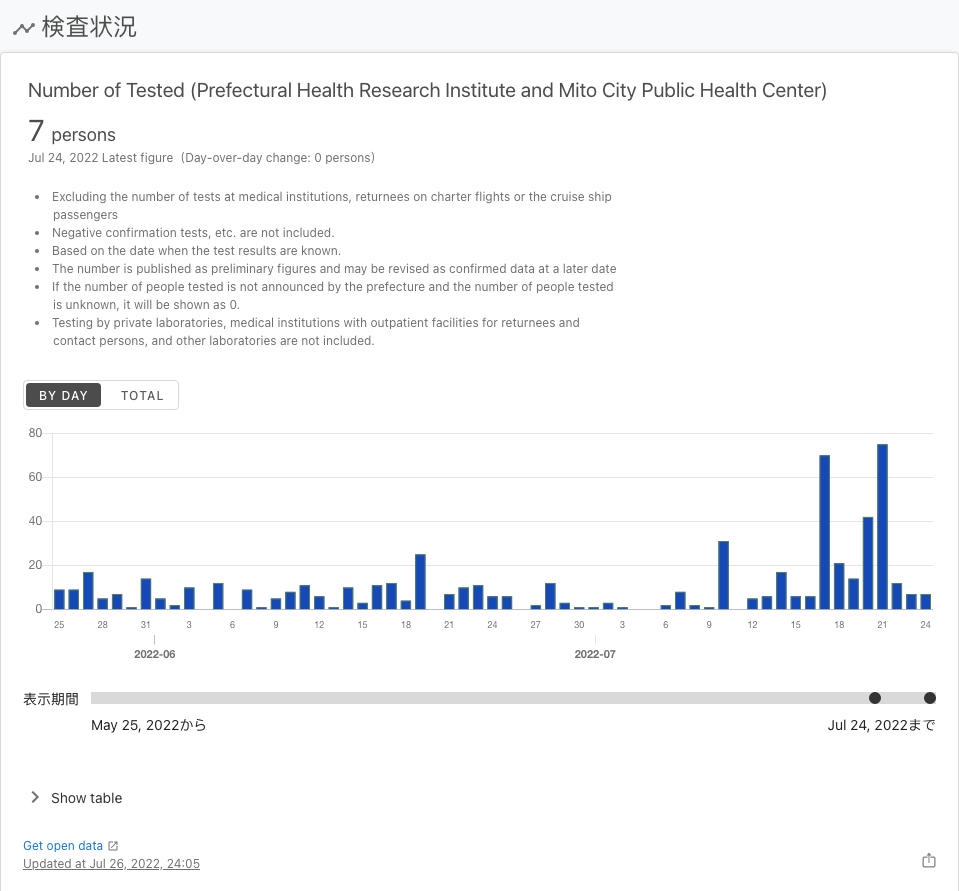 検査状況
Number of Tested (Prefectural Health Research Institute and Mito City Public Health Center)
7 persons
Jul 24, 2022 Latest figure (Day-over-day change: 0 persons)
• Excluding the number of tests at medical institutions, returnees on charter flights or the cruise ship
passengers
• Negative confirmation tests, etc. are not included.
• Based on the date when the test results are known.
• The number is published as preliminary figures and may be revised as confirmed data at a later date
• If the number of people tested is not announced by the prefecture and the number of people tested
is unknown, it will be shown as 0.
• Testing by private laboratories, medical institutions with outpatient facilities for returnees and
contact persons, and other laboratories are not included.
BY DAY TOTAL
80
60
40
20
0
25 28 31 3 6 9 12 15 18 21 24 27 30 3 6 9 12 15 18 21 24
2022-06 2022-07
表示期間
May 25, 2022から Jul 24, 2022まで
Show table
Get open data
Updated at Jul 26, 2022, 24:05